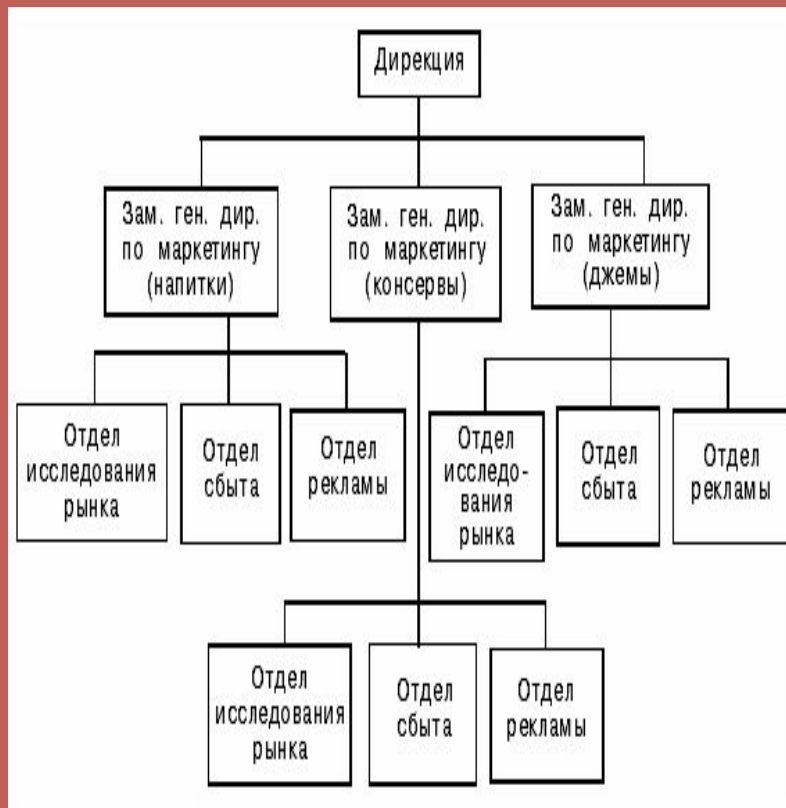 Дирекция
Зам. ген. дир.
по маркетингу
(напитки)
Зам. ген. дир.
по маркетингу
(консервы)
Зам. ген. дир.
по маркетингу
(джемы)
Отдел
исследования
рынка
Отдел
сбыта
Отдел
рекламы
Отдел
исследо-
вания
рынка
Отдел
сбыта
Отдел
рекламы
Отдел
исследования
рынка
Отдел
сбыта
Отдел
рекламы